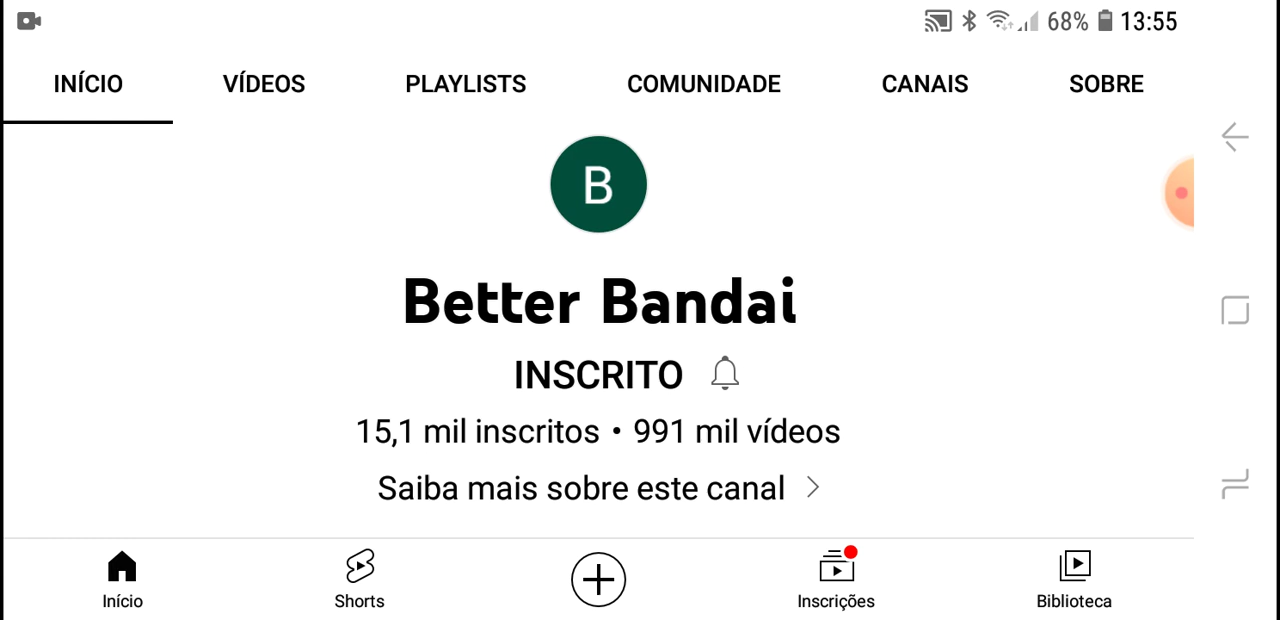 68% 13:55
INÍCIO VÍDEOS PLAYLISTS COMUNIDADE CANAIS SOBRE
B
Better Bandai
INSCRITO
15,1 mil inscritos • 991 mil vídeos
Saiba mais sobre este canal
Início Shorts Inscrições Biblioteca